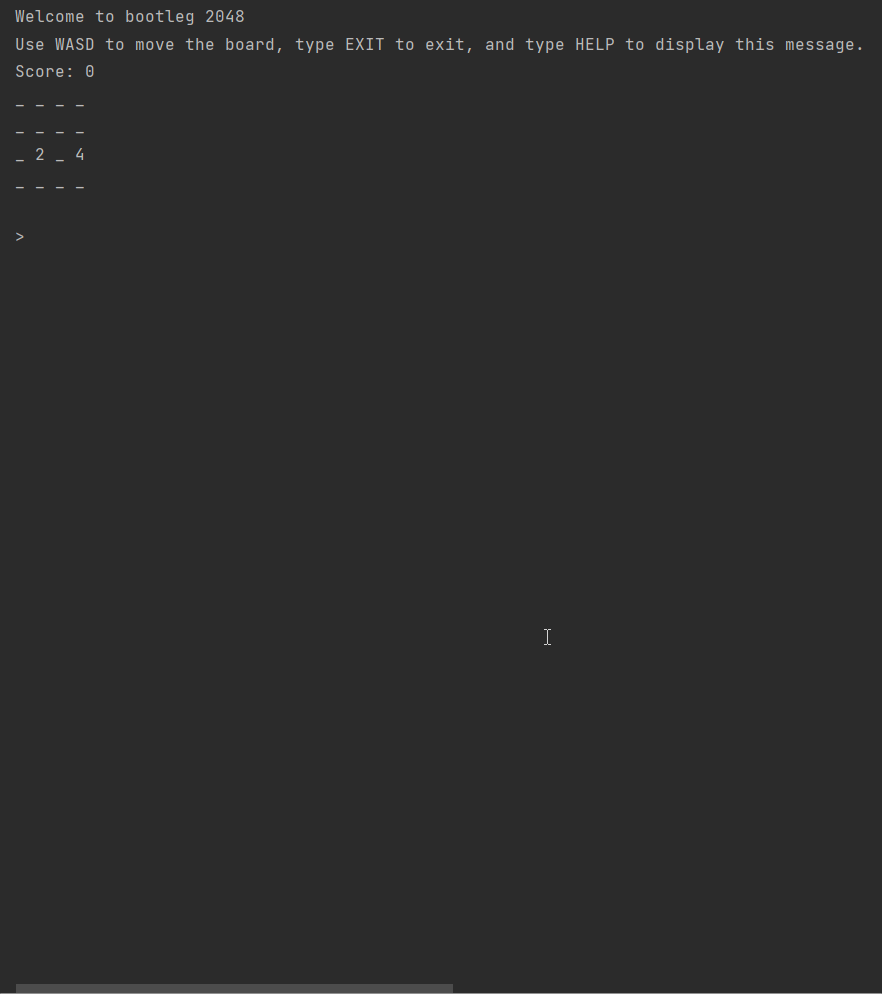 Welcome to bootleg 2048
Use WASD to move the board, type EXIT to exit, and type HELP to display this message.
Score: 0
_ _ _ _
_ _ _ _
_ 2 _ 4
_ _ _ _
>